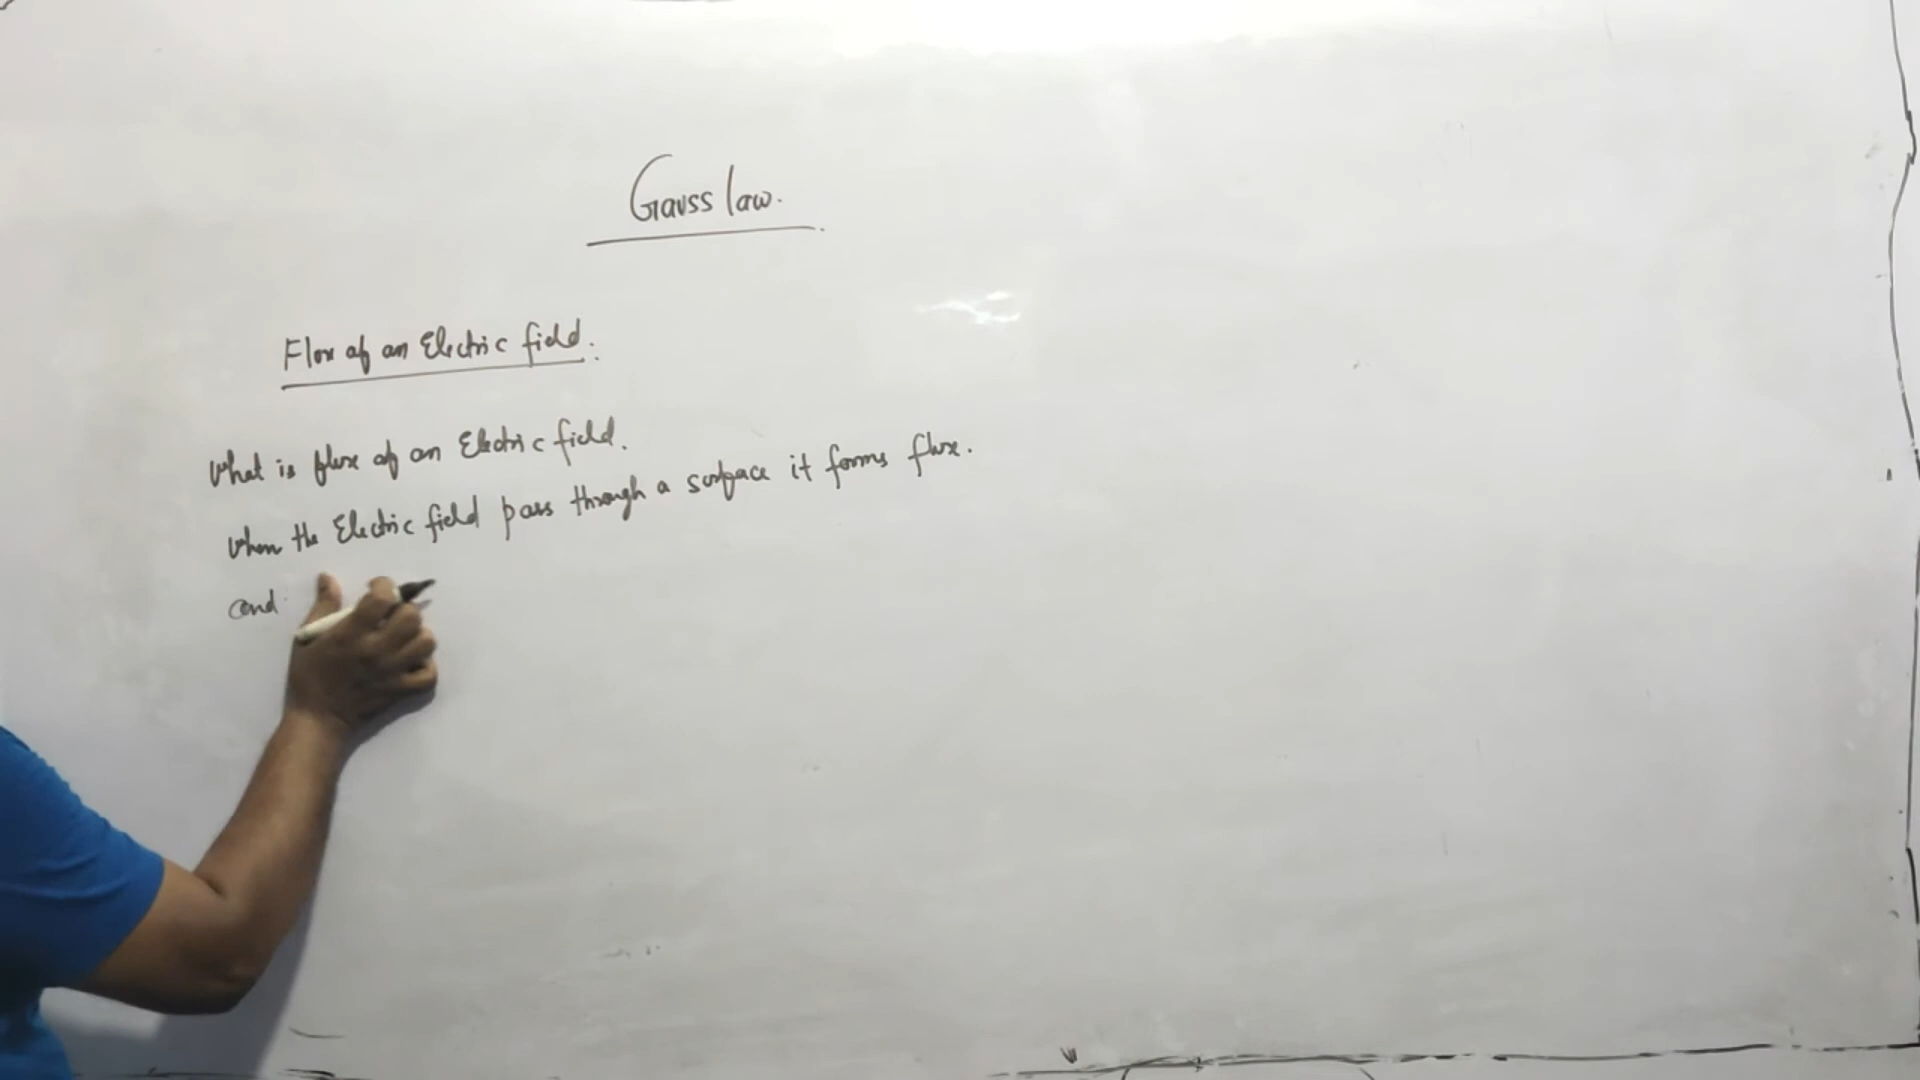 Gauss law.
Flux of an Electric field.
What is flux of an Electric field.
When the Electric field pass through a surface it forms flux.
and